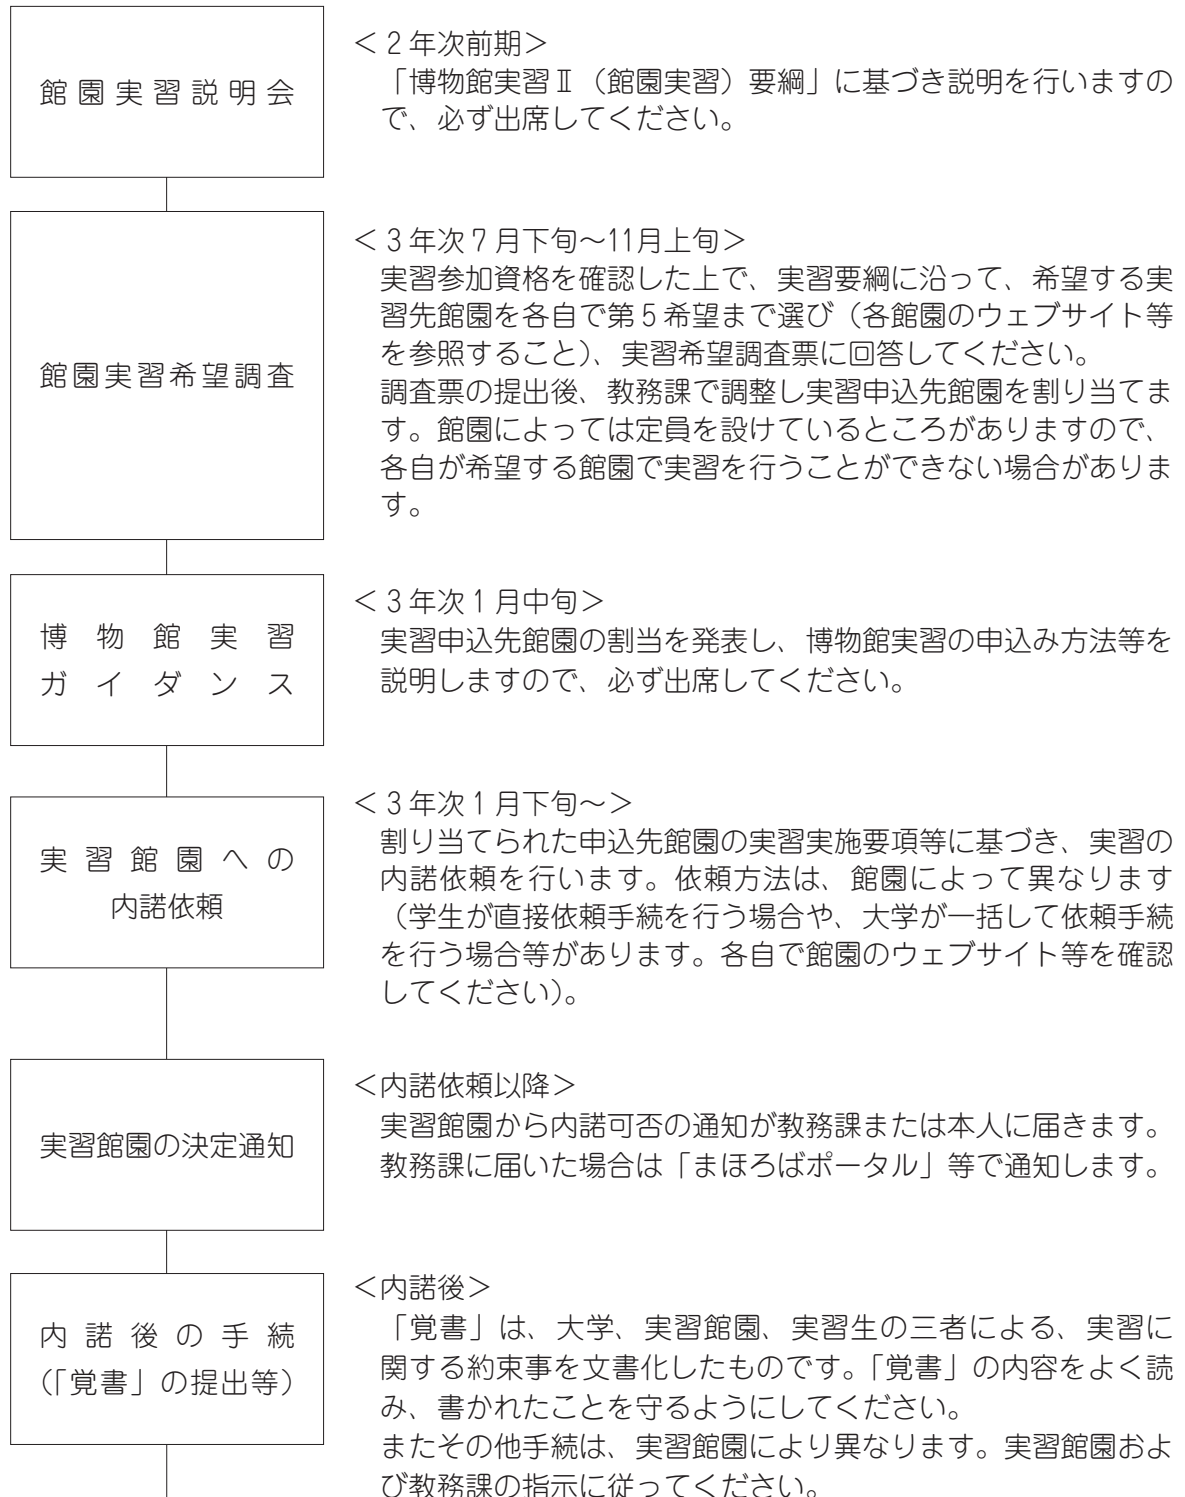 館園実習説明会
＜２年次前期＞
「博物館実習Ⅱ（館園実習）要綱」に基づき説明を行いますの
で、必ず出席してください。
館園実習希望調査
＜３年次７月下旬～11月上旬＞
実習参加資格を確認した上で、実習要綱に沿って、希望する実
習先館園を各自で第５希望まで選び（各館園のウェブサイト等
を参照すること）、実習希望調査票に回答してください。
調査票の提出後、教務課で調整し実習申込先館園を割り当てま
す。館園によっては定員を設けているところがありますので、
各自が希望する館園で実習を行うことができない場合がありま
す。
博物館実習
ガイダンス
＜３年次１月中旬＞
実習申込先館園の割当を発表し、博物館実習の申込み方法等を
説明しますので、必ず出席してください。
実習館園への
内諾依頼
＜３年次１月下旬～＞
割り当てられた申込先館園の実習実施要項等に基づき、実習の
内諾依頼を行います。依頼方法は、館園によって異なります
（学生が直接依頼手続を行う場合や、大学が一括して依頼手続
を行う場合等があります。各自で館園のウェブサイト等を確認
してください）。
実習館園の決定通知
＜内諾依頼以降＞
実習館園から内諾可否の通知が教務課または本人に届きます。
教務課に届いた場合は「まほろばポータル」等で通知します。
内諾後の手続
（「覚書」の提出等）
＜内諾後＞
「覚書」は、大学、実習館園、実習生の三者による、実習に
関する約束事を文書化したものです。「覚書」の内容をよく読
み、書かれたことを守るようにしてください。
またその他手続は、実習館園により異なります。実習館園およ
び教務課の指示に従ってください。